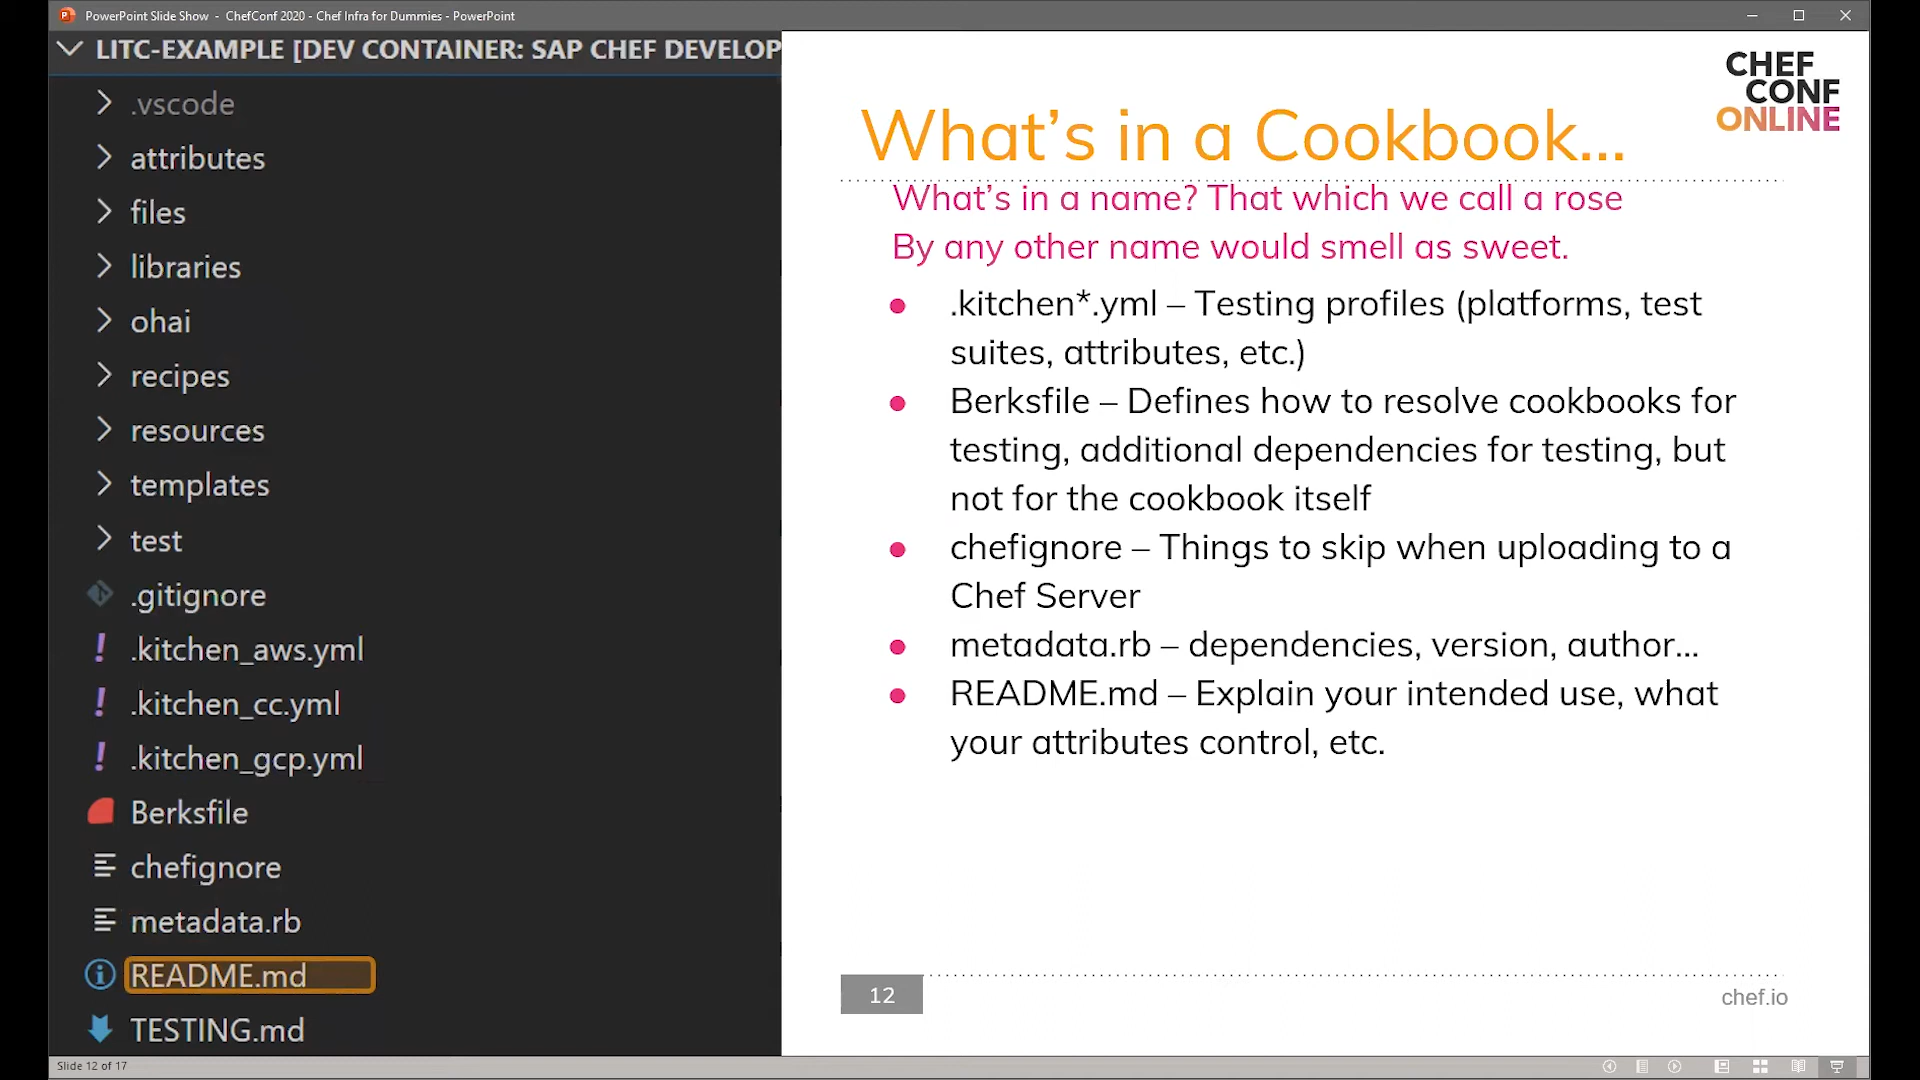 PowerPoint Slide Show - ChefConf 2020 - Chef Infra for Dummies - PowerPoint
LITC-EXAMPLE [DEV CONTAINER: SAP CHEF DEVELOP
.vscode
attributes
files
libraries
ohai
recipes
resources
templates
test
.gitignore
.kitchen_aws.yml
.kitchen_cc.yml
.kitchen_gcp.yml
Berksfile
chefignore
metadata.rb
README.md
TESTING.md
CHEF
CONF
ONLINE
What’s in a Cookbook...
What’s in a name? That which we call a rose
By any other name would smell as sweet.
.kitchen*.yml – Testing profiles (platforms, test
suites, attributes, etc.)
Berksfile – Defines how to resolve cookbooks for
testing, additional dependencies for testing, but
not for the cookbook itself
chefignore – Things to skip when uploading to a
Chef Server
metadata.rb – dependencies, version, author...
README.md – Explain your intended use, what
your attributes control, etc.
12
chef.io
Slide 12 of 17